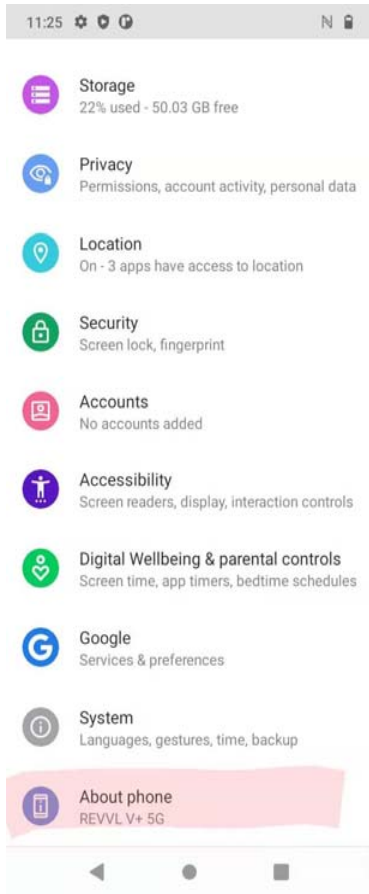 11:25
Storage
22% used - 50.03 GB free
Privacy
Permissions, account activity, personal data
Location
On - 3 apps have access to location
Security
Screen lock, fingerprint
Accounts
No accounts added
Accessibility
Screen readers, display, interaction controls
Digital Wellbeing & parental controls
Screen time, app timers, bedtime schedules
Google
Services & preferences
System
Languages, gestures, time, backup
About phone
REVVL V+ 5G